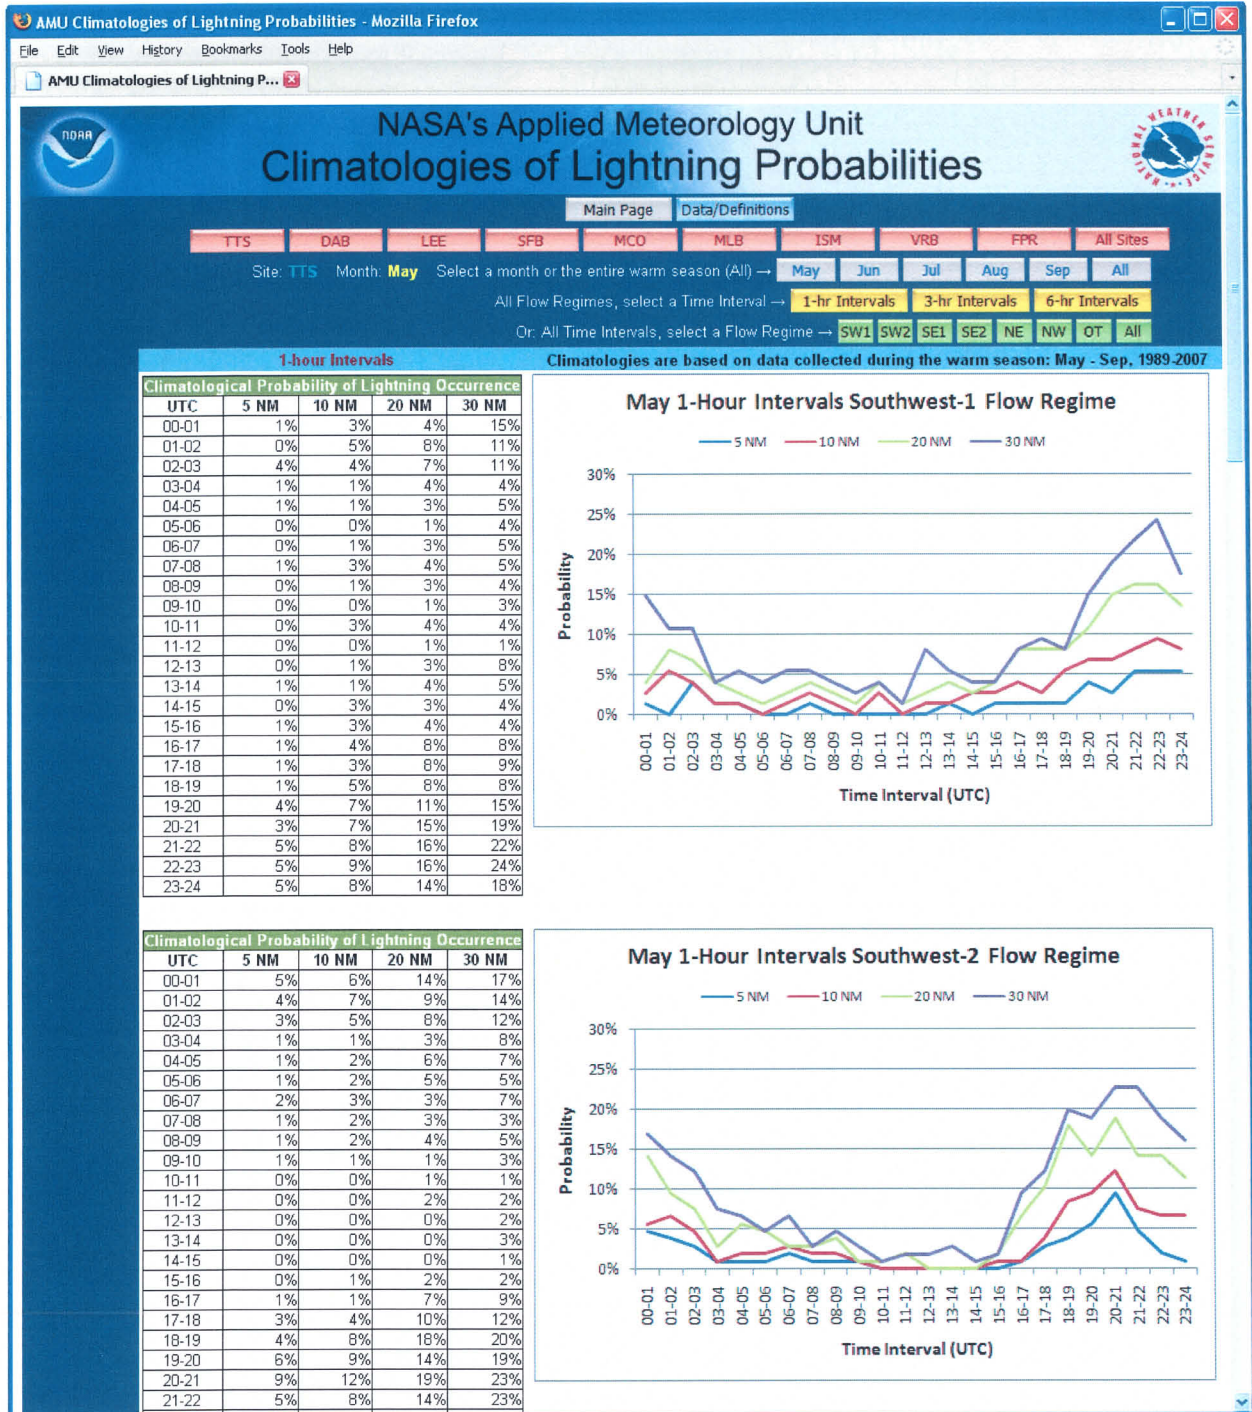 AMU Climatologies of Lightning Probabilities - Mozilla Firefox
File Edit View History Bookmarks Tools Help
AMU Climatologies of Lightning P...
NOAA
NASA's Applied Meteorology Unit
Climatologies of Lightning Probabilities
NATIONAL WEATHER SERVICE
Main Page Data/Definitions
TTS DAB LEE SFB MCO MLB ISM VRB FPR All Sites
Site: TTS Month: May Select a month or the entire warm season (All) → May Jun Jul Aug Sep All
All Flow Regimes, select a Time Interval → 1-hr Intervals 3-hr Intervals 6-hr Intervals
Or: All Time Intervals, select a Flow Regime → SW1 SW2 SE1 SE2 NE NW OT All
1-hour Intervals Climatologies are based on data collected during the warm season: May - Sep, 1989-2007
Climatological Probability of Lightning Occurrence
UTC 5 NM 10 NM 20 NM 30 NM
00-01 1% 3% 4% 15%
01-02 0% 5% 8% 11%
02-03 4% 4% 7% 11%
03-04 1% 1% 4% 4%
04-05 1% 1% 3% 5%
05-06 0% 0% 1% 4%
06-07 0% 1% 3% 5%
07-08 1% 3% 4% 5%
08-09 0% 1% 3% 4%
09-10 0% 0% 1% 3%
10-11 0% 3% 4% 4%
11-12 0% 0% 1% 1%
12-13 0% 1% 3% 8%
13-14 1% 1% 4% 5%
14-15 0% 3% 3% 4%
15-16 1% 3% 4% 4%
16-17 1% 4% 8% 8%
17-18 1% 3% 8% 9%
18-19 1% 5% 8% 8%
19-20 4% 7% 11% 15%
20-21 3% 7% 15% 19%
21-22 5% 8% 16% 22%
22-23 5% 9% 16% 24%
23-24 5% 8% 14% 18%
May 1-Hour Intervals Southwest-1 Flow Regime
5 NM 10 NM 20 NM 30 NM
30%
25%
20%
15%
10%
5%
0%
Probability
00-01 01-02 02-03 03-04 04-05 05-06 06-07 07-08 08-09 09-10 10-11 11-12 12-13 13-14 14-15 15-16 16-17 17-18 18-19 19-20 20-21 21-22 22-23 23-24
Time Interval (UTC)
Climatological Probability of Lightning Occurrence
UTC 5 NM 10 NM 20 NM 30 NM
00-01 5% 6% 14% 17%
01-02 4% 7% 9% 14%
02-03 3% 5% 8% 12%
03-04 1% 1% 3% 8%
04-05 1% 2% 6% 7%
05-06 1% 2% 5% 5%
06-07 2% 3% 3% 7%
07-08 1% 2% 3% 3%
08-09 1% 2% 4% 5%
09-10 1% 1% 1% 3%
10-11 0% 0% 1% 1%
11-12 0% 0% 2% 2%
12-13 0% 0% 0% 2%
13-14 0% 0% 0% 3%
14-15 0% 0% 0% 1%
15-16 0% 1% 2% 2%
16-17 1% 1% 7% 9%
17-18 3% 4% 10% 12%
18-19 4% 8% 18% 20%
19-20 6% 9% 14% 19%
20-21 9% 12% 19% 23%
21-22 5% 8% 14% 23%
May 1-Hour Intervals Southwest-2 Flow Regime
5 NM 10 NM 20 NM 30 NM
30%
25%
20%
15%
10%
5%
0%
Probability
00-01 01-02 02-03 03-04 04-05 05-06 06-07 07-08 08-09 09-10 10-11 11-12 12-13 13-14 14-15 15-16 16-17 17-18 18-19 19-20 20-21 21-22 22-23 23-24
Time Interval (UTC)